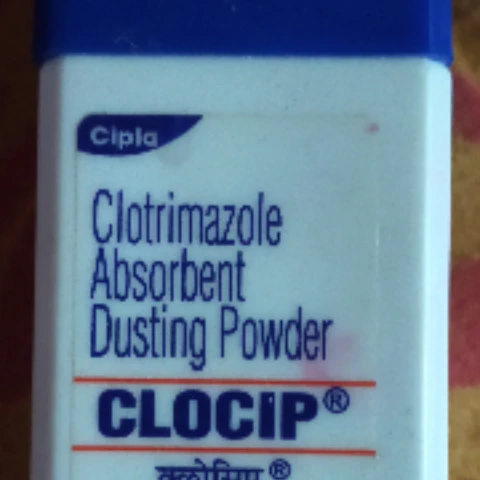 Cipla
Clotrimazole
Absorbent
Dusting Powder
CLOCIP®
क्लोसिप®